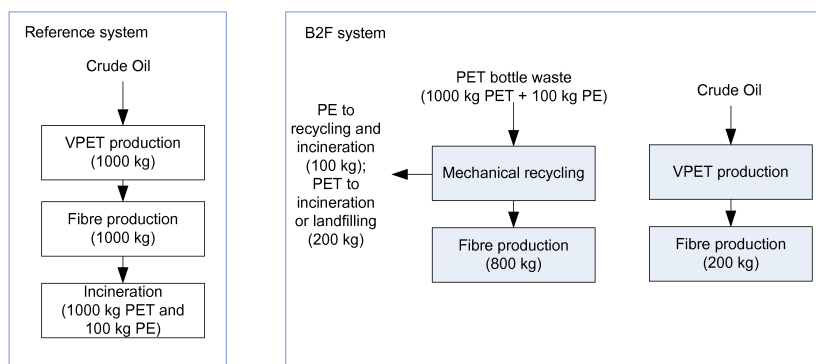 Reference system
Crude Oil
VPET production
(1000 kg)
Fibre production
(1000 kg)
Incineration
(1000 kg PET and
100 kg PE)
B2F system
PE to
recycling and
incineration
(100 kg);
PET to
incineration
or landfilling
(200 kg)
PET bottle waste
(1000 kg PET + 100 kg PE)
Mechanical recycling
Fibre production
(800 kg)
Crude Oil
VPET production
Fibre production
(200 kg)